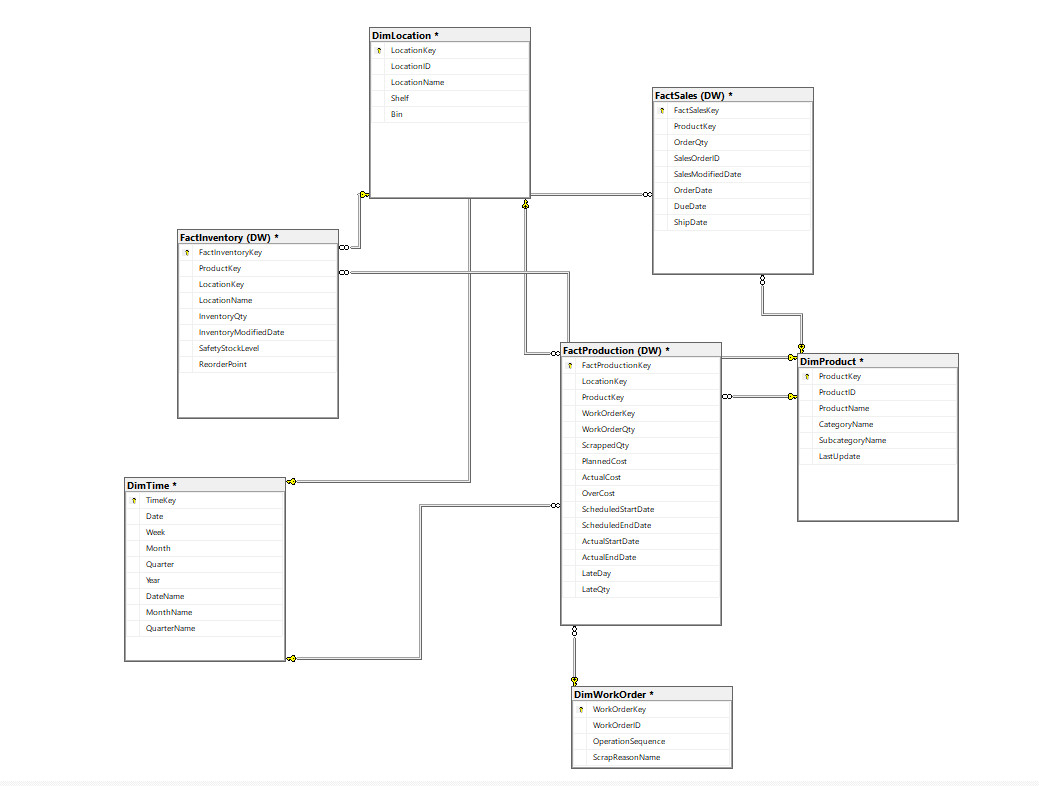 DimLocation *
LocationKey
LocationID
LocationName
Shelf
Bin
FactSales (DW) *
FactSalesKey
ProductKey
OrderQty
SalesOrderID
SalesModifiedDate
OrderDate
DueDate
ShipDate
FactInventory (DW) *
FactInventoryKey
ProductKey
LocationKey
LocationName
InventoryQty
InventoryModifiedDate
SafetyStockLevel
ReorderPoint
FactProduction (DW) *
FactProductionKey
LocationKey
ProductKey
WorkOrderKey
WorkOrderQty
ScrappedQty
PlannedCost
ActualCost
OverCost
ScheduledStartDate
ScheduledEndDate
ActualStartDate
ActualEndDate
LateDay
LateQty
DimProduct *
ProductKey
ProductID
ProductName
CategoryName
SubcategoryName
LastUpdate
DimTime *
TimeKey
Date
Week
Month
Quarter
Year
DateName
MonthName
QuarterName
DimWorkOrder *
WorkOrderKey
WorkOrderID
OperationSequence
ScrapReasonName